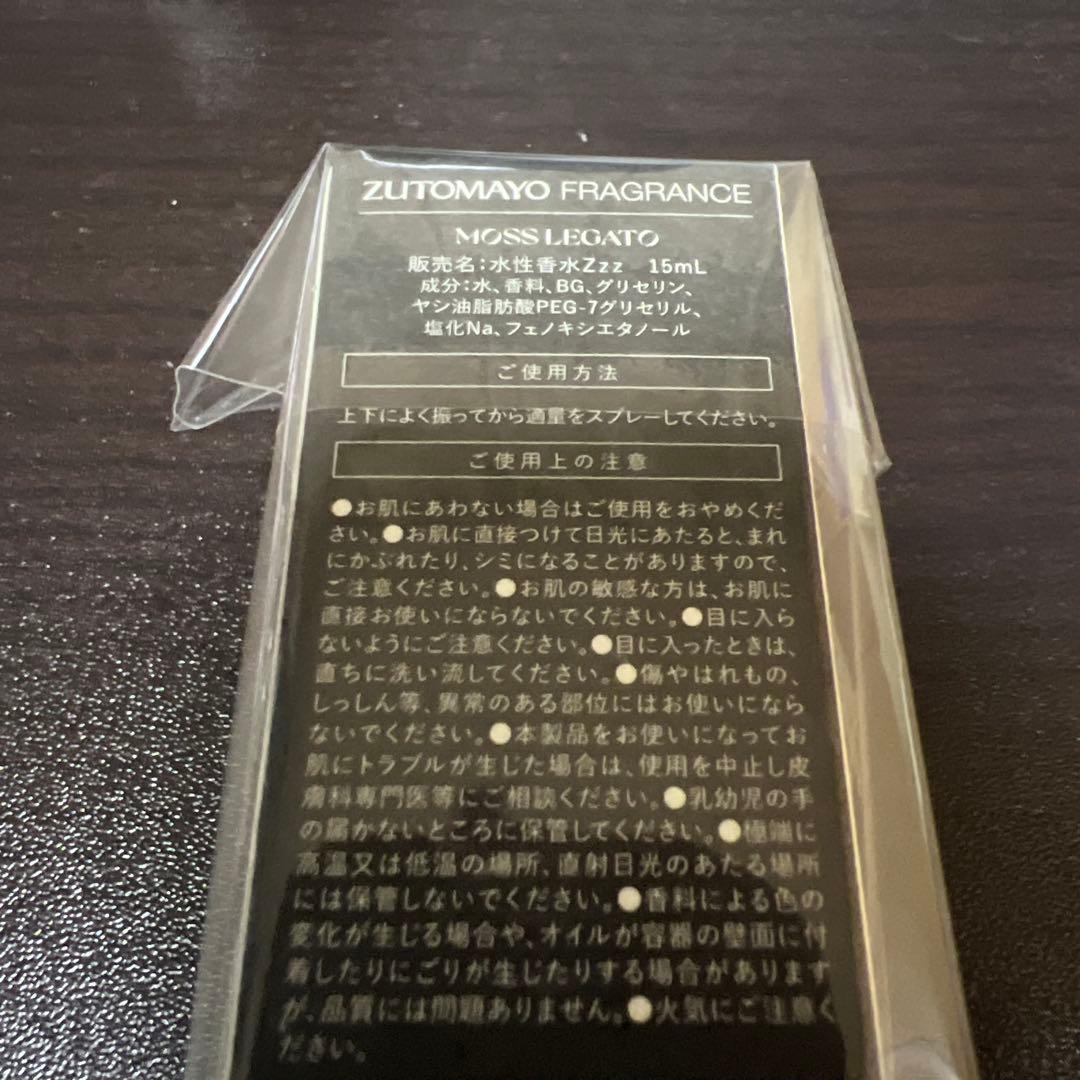 ZUTOMAYO FRAGRANCE
MOSS LEGATO
販売名:水性香水Zzz 15mL
成分:水、香料、BG、グリセリン、
ヤシ油脂肪酸PEG-7グリセリル、
塩化Na、フェノキシエタノール
ご使用方法
上下によく振ってから適量をスプレーしてください。
ご使用上の注意
●お肌にあわない場合はご使用をおやめくだ
さい。●お肌に直接つけて日光にあたると、まれ
にかぶれたり、シミになることがありますので、
ご注意ください。●お肌の敏感な方は、お肌に
直接お使いにならないでください。●目に入ら
ないようにご注意ください。●目に入ったときは、
直ちに洗い流してください。●傷やはれもの、
しっしん等、異常のある部位にはお使いになら
ないでください。●本製品をお使いになってお
肌にトラブルが生じた場合は、使用を中止し皮
膚科専門医等にご相談ください。●乳幼児の手
の届かないところに保管してください。●極端に
高温又は低温の場所、直射日光のあたる場所
には保管しないでください。●香料による色の
変化が生じる場合や、オイルが容器の壁面に付
着したりにごりが生じたりする場合があります
が、品質には問題ありません。●火気にご注意く
ださい。